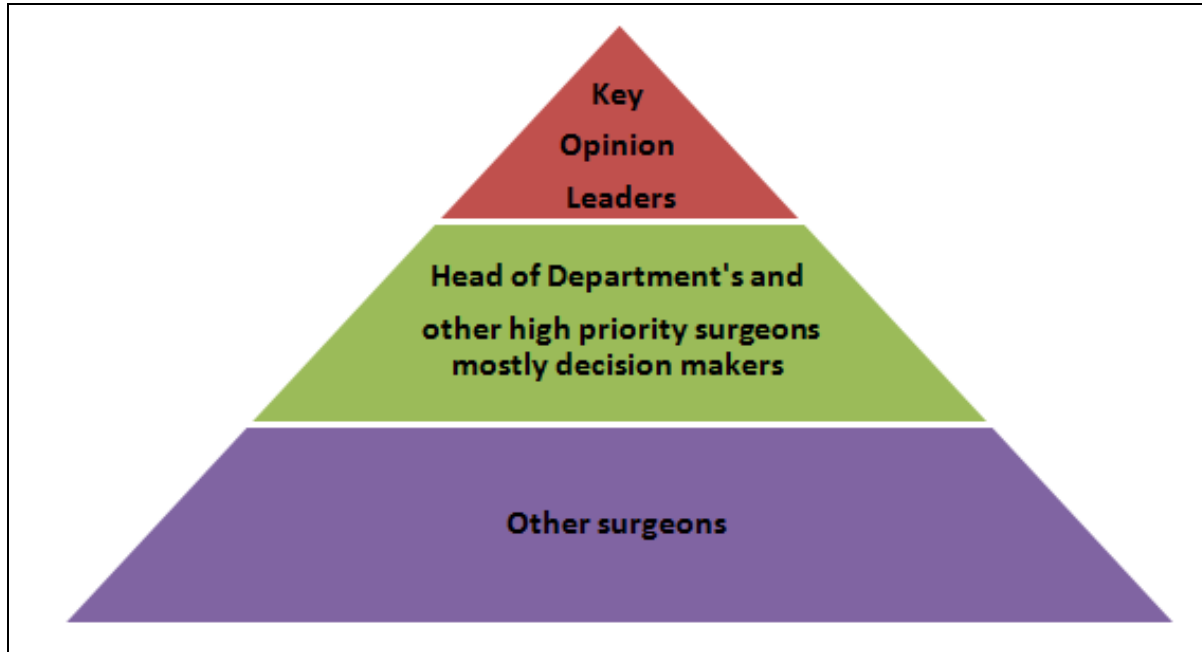 Key
Opinion
Leaders
Head of Department's and
other high priority surgeons
mostly decision makers
Other surgeons